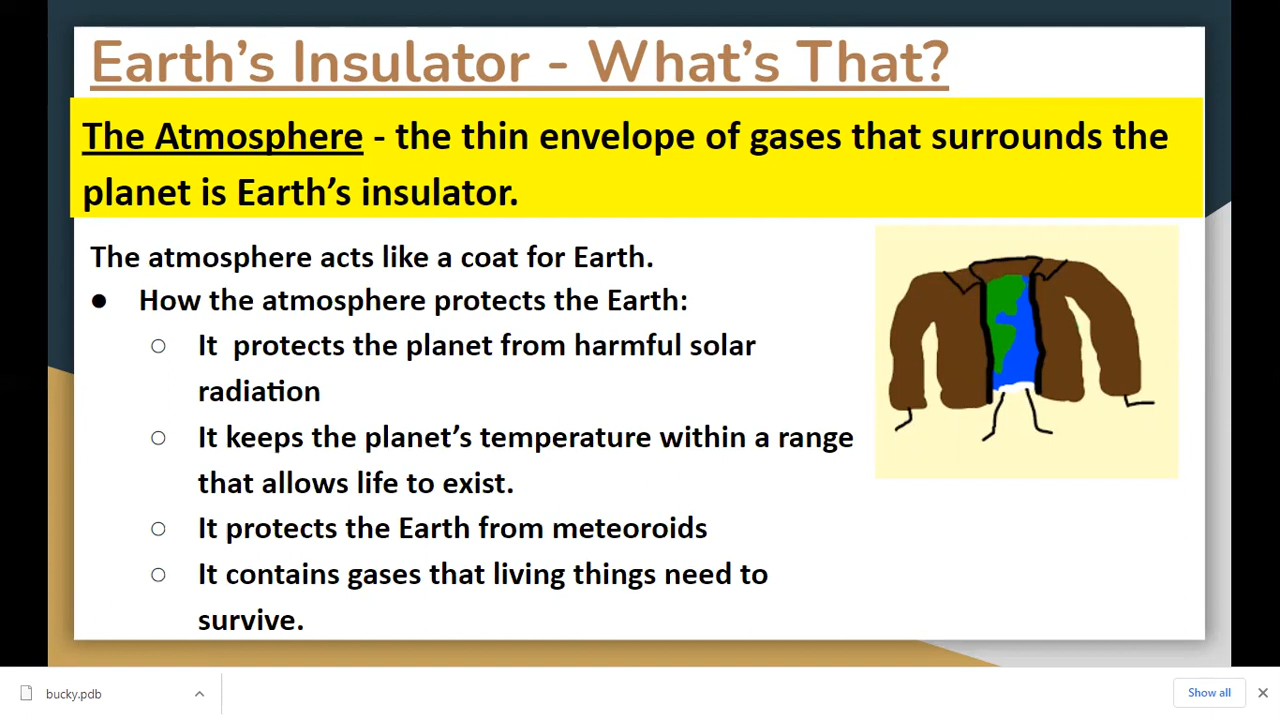 Earth's Insulator - What's That?
The Atmosphere - the thin envelope of gases that surrounds the
planet is Earth's insulator.
The atmosphere acts like a coat for Earth.
● How the atmosphere protects the Earth:
○ It protects the planet from harmful solar
radiation
○ It keeps the planet's temperature within a range
that allows life to exist.
○ It protects the Earth from meteoroids
○ It contains gases that living things need to
survive.
bucky.pdb
Show all